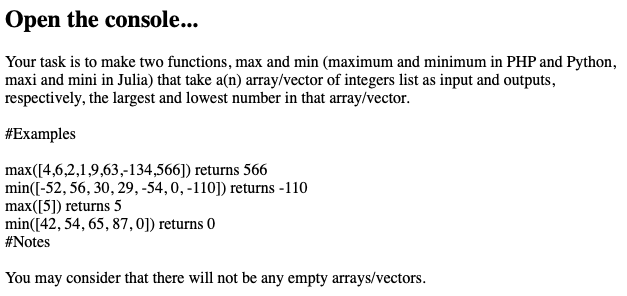 Open the console...
Your task is to make two functions, max and min (maximum and minimum in PHP and Python,
maxi and mini in Julia) that take a(n) array/vector of integers list as input and outputs,
respectively, the largest and lowest number in that array/vector.
#Examples
max([4,6,2,1,9,63,-134,566]) returns 566
min([-52, 56, 30, 29, -54, 0, -110]) returns -110
max([5]) returns 5
min([42, 54, 65, 87, 0]) returns 0
#Notes
You may consider that there will not be any empty arrays/vectors.